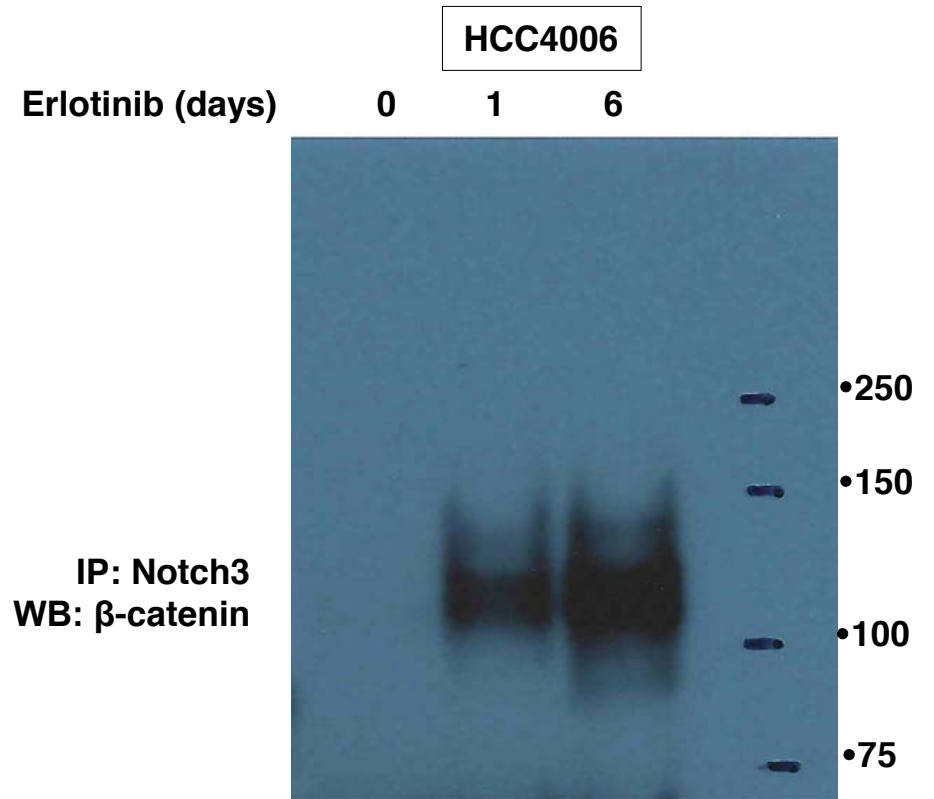 HCC4006
Erlotinib (days) 0 1 6
•250
•150
IP: Notch3
WB: β-catenin
•100
•75